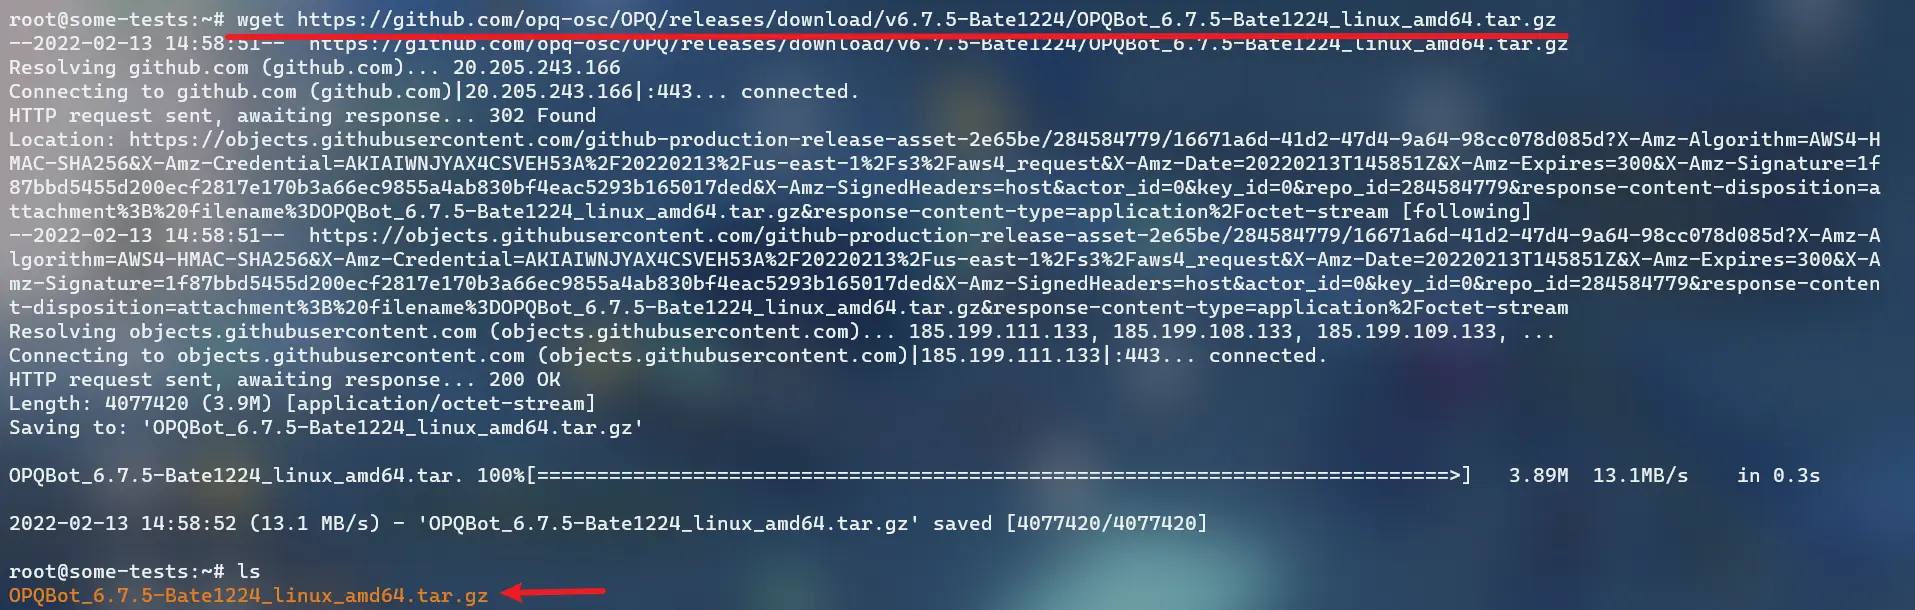 root@some-tests:~# wget https://github.com/opq-osc/OPQ/releases/download/v6.7.5-Bate1224/OPQBot_6.7.5-Bate1224_linux_amd64.tar.gz
--2022-02-13 14:58:51--  https://github.com/opq-osc/OPQ/releases/download/v6.7.5-Bate1224/OPQBot_6.7.5-Bate1224_linux_amd64.tar.gz
Resolving github.com (github.com)... 20.205.243.166
Connecting to github.com (github.com)|20.205.243.166|:443... connected.
HTTP request sent, awaiting response... 302 Found
Location: https://objects.githubusercontent.com/github-production-release-asset-2e65be/284584779/16671a6d-41d2-47d4-9a64-98cc078d085d?X-Amz-Algorithm=AWS4-H
MAC-SHA256&X-Amz-Credential=AKIAIWNJYAX4CSVEH53A%2F20220213%2Fus-east-1%2Fs3%2Faws4_request&X-Amz-Date=20220213T145851Z&X-Amz-Expires=300&X-Amz-Signature=1f
87bbd5455d200ecf2817e170b3a66ec9855a4ab830bf4eac5293b165017ded&X-Amz-SignedHeaders=host&actor_id=0&key_id=0&repo_id=284584779&response-content-disposition=a
ttachment%3B%20filename%3DOPQBot_6.7.5-Bate1224_linux_amd64.tar.gz&response-content-type=application%2Foctet-stream [following]
--2022-02-13 14:58:51--  https://objects.githubusercontent.com/github-production-release-asset-2e65be/284584779/16671a6d-41d2-47d4-9a64-98cc078d085d?X-Amz-A
lgorithm=AWS4-HMAC-SHA256&X-Amz-Credential=AKIAIWNJYAX4CSVEH53A%2F20220213%2Fus-east-1%2Fs3%2Faws4_request&X-Amz-Date=20220213T145851Z&X-Amz-Expires=300&X-A
mz-Signature=1f87bbd5455d200ecf2817e170b3a66ec9855a4ab830bf4eac5293b165017ded&X-Amz-SignedHeaders=host&actor_id=0&key_id=0&repo_id=284584779&response-conten
t-disposition=attachment%3B%20filename%3DOPQBot_6.7.5-Bate1224_linux_amd64.tar.gz&response-content-type=application%2Foctet-stream
Resolving objects.githubusercontent.com (objects.githubusercontent.com)... 185.199.111.133, 185.199.108.133, 185.199.109.133, ...
Connecting to objects.githubusercontent.com (objects.githubusercontent.com)|185.199.111.133|:443... connected.
HTTP request sent, awaiting response... 200 OK
Length: 4077420 (3.9M) [application/octet-stream]
Saving to: 'OPQBot_6.7.5-Bate1224_linux_amd64.tar.gz'
OPQBot_6.7.5-Bate1224_linux_amd64.tar. 100%[============================================================================>]   3.89M  13.1MB/s    in 0.3s
2022-02-13 14:58:52 (13.1 MB/s) - 'OPQBot_6.7.5-Bate1224_linux_amd64.tar.gz' saved [4077420/4077420]
root@some-tests:~# ls
OPQBot_6.7.5-Bate1224_linux_amd64.tar.gz